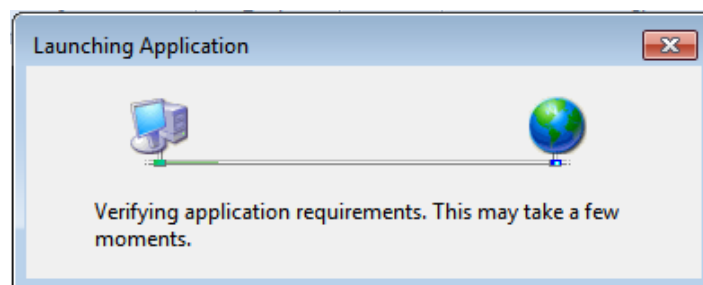 Launching Application
Verifying application requirements. This may take a few
moments.